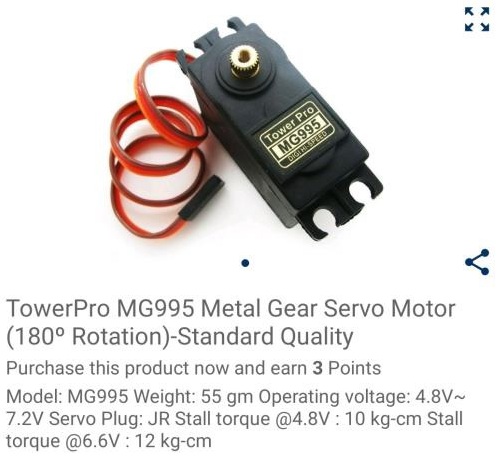 Tower Pro
MG995
DIGI HI SPEED
TowerPro MG995 Metal Gear Servo Motor
(180º Rotation)-Standard Quality
Purchase this product now and earn 3 Points
Model: MG995 Weight: 55 gm Operating voltage: 4.8V~
7.2V Servo Plug: JR Stall torque @4.8V : 10 kg-cm Stall
torque @6.6V : 12 kg-cm